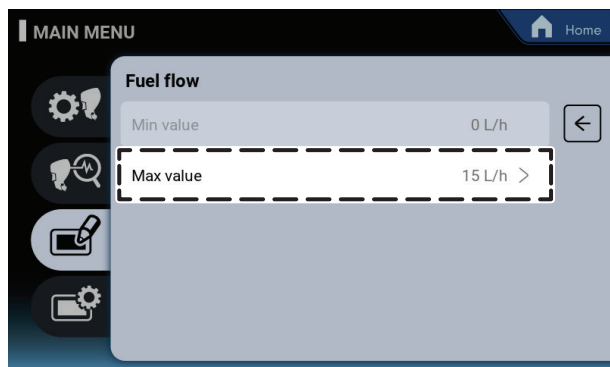 MAIN MENU
Home
Fuel flow
Min value 0 L/h
Max value 15 L/h >